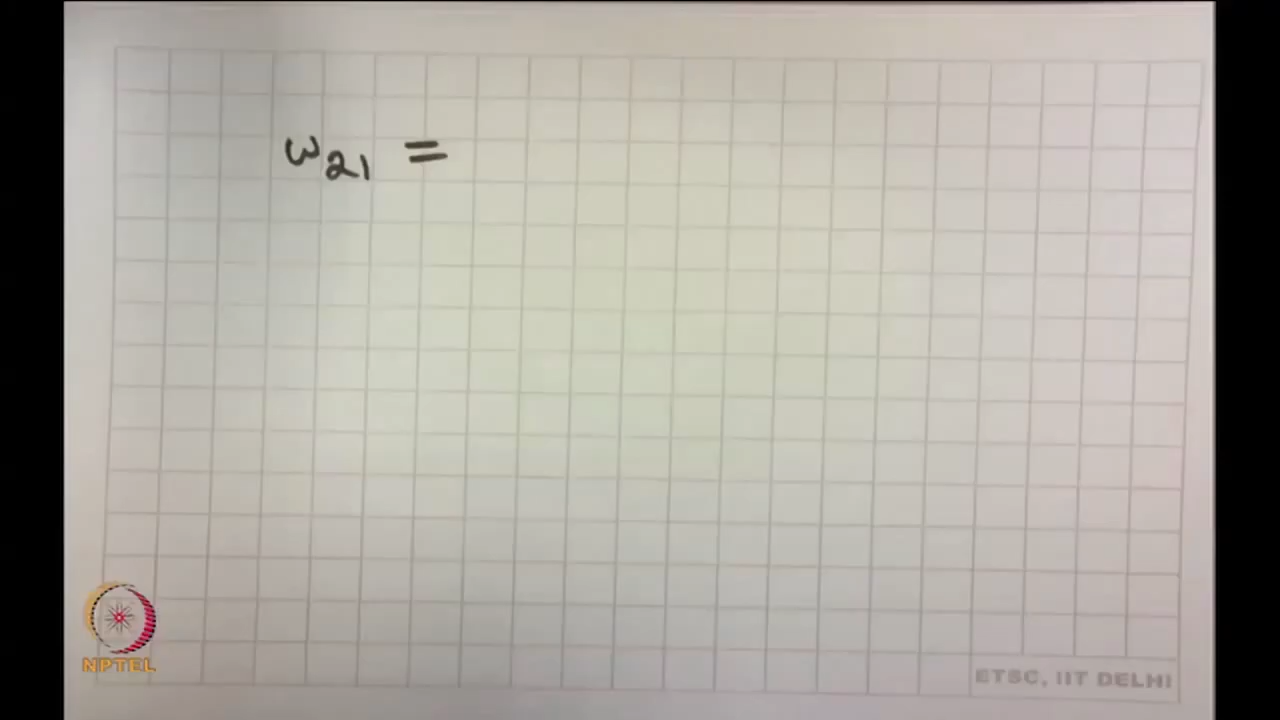 ω₂₁ =
NPTEL
ETSC, IIT DELHI